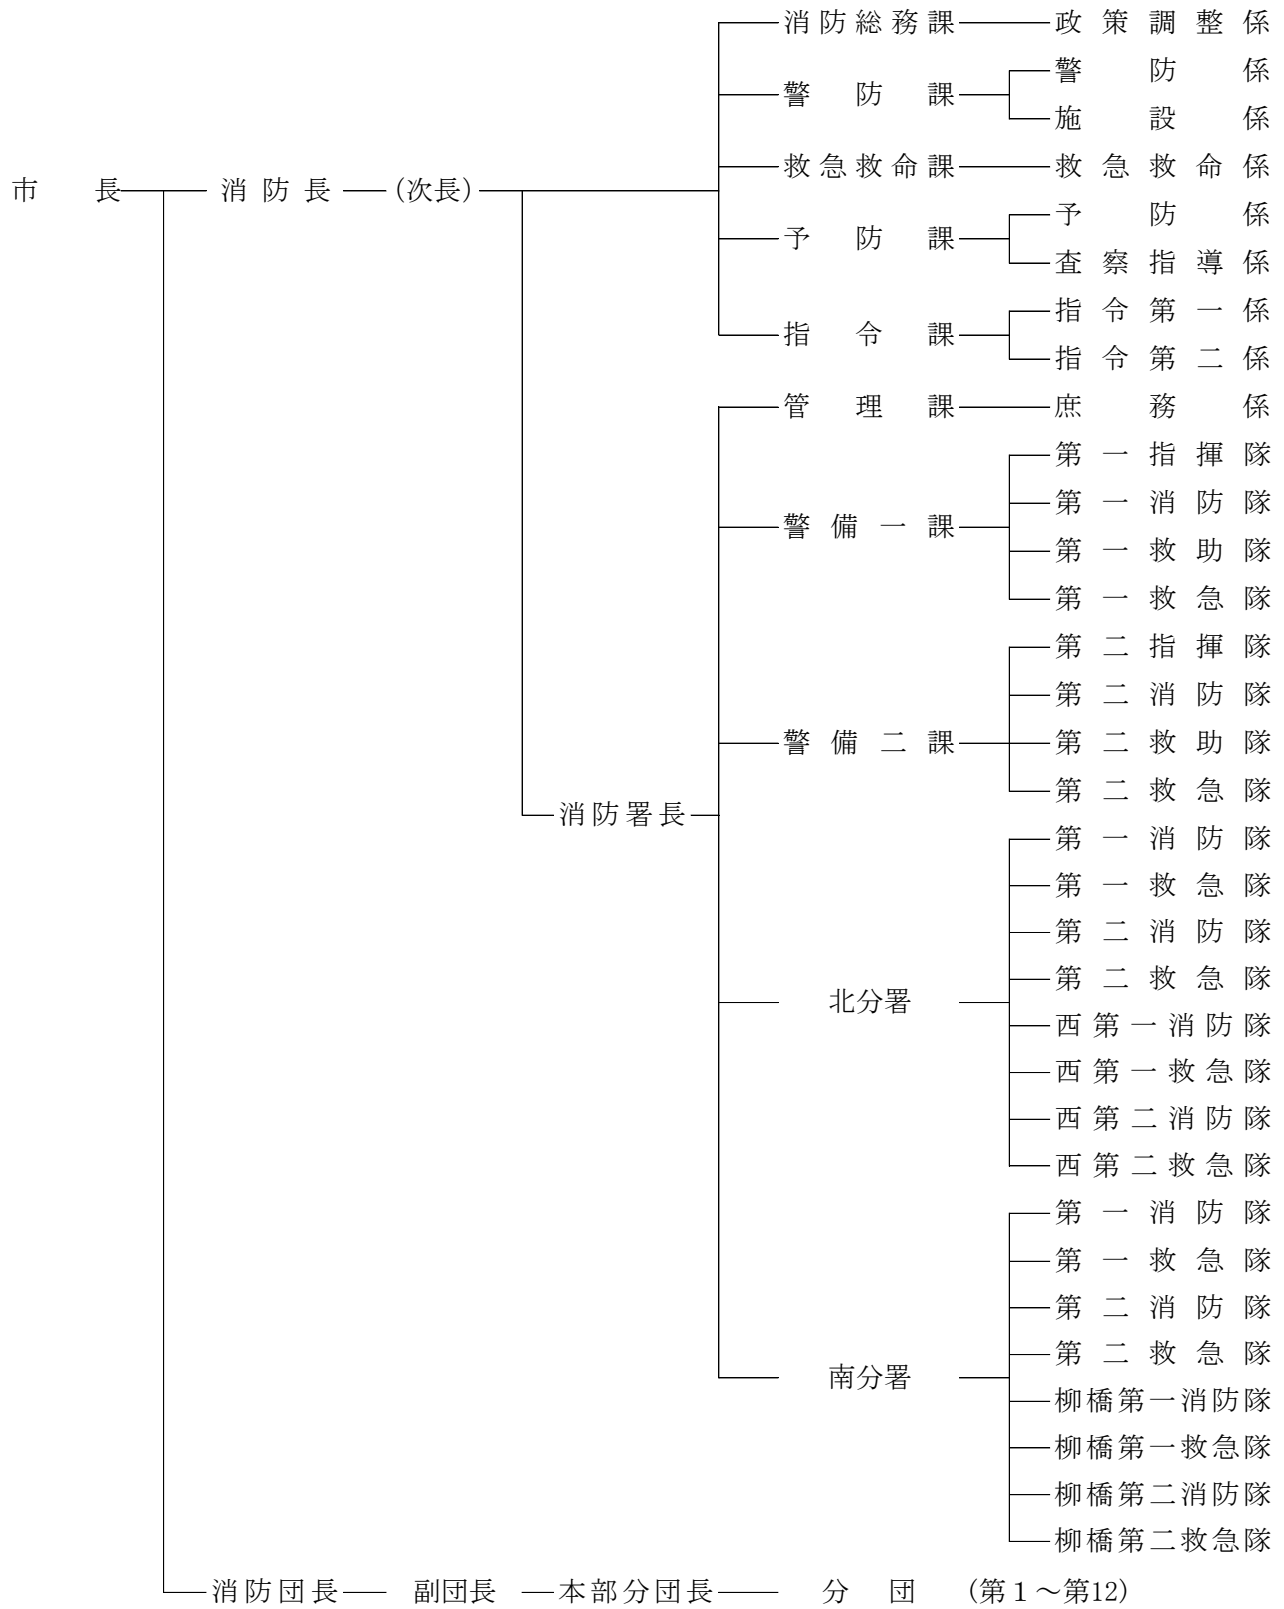 消防総務課 政策調整係
警防係
警防課
施設係
救急救命課 救急救命係
市長 消防長 (次長)
予防係
予防課
査察指導係
指令第一係
指令課
指令第二係
管理課 庶務係
第一指揮隊
第一消防隊
警備一課
第一救助隊
第一救急隊
第二指揮隊
第二消防隊
警備二課 第二救助隊
第二救急隊
消防署長
第一消防隊
第一救急隊
第二消防隊
第二救急隊
北分署
西第一消防隊
西第一救急隊
西第二消防隊
西第二救急隊
第一消防隊
第一救急隊
第二消防隊
第二救急隊
南分署
柳橋第一消防隊
柳橋第一救急隊
柳橋第二消防隊
柳橋第二救急隊
消防団長 副団長 本部分団長 分団 (第1～第12)